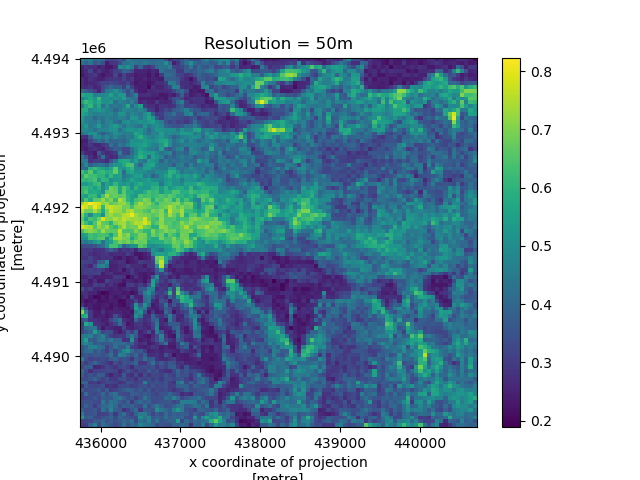 Resolution = 50m
1e6
4.494
4.493
4.492
4.491
4.490
y coordinate of projection
[metre]
436000 437000 438000 439000 440000
x coordinate of projection
[metre]
0.8
0.7
0.6
0.5
0.4
0.3
0.2